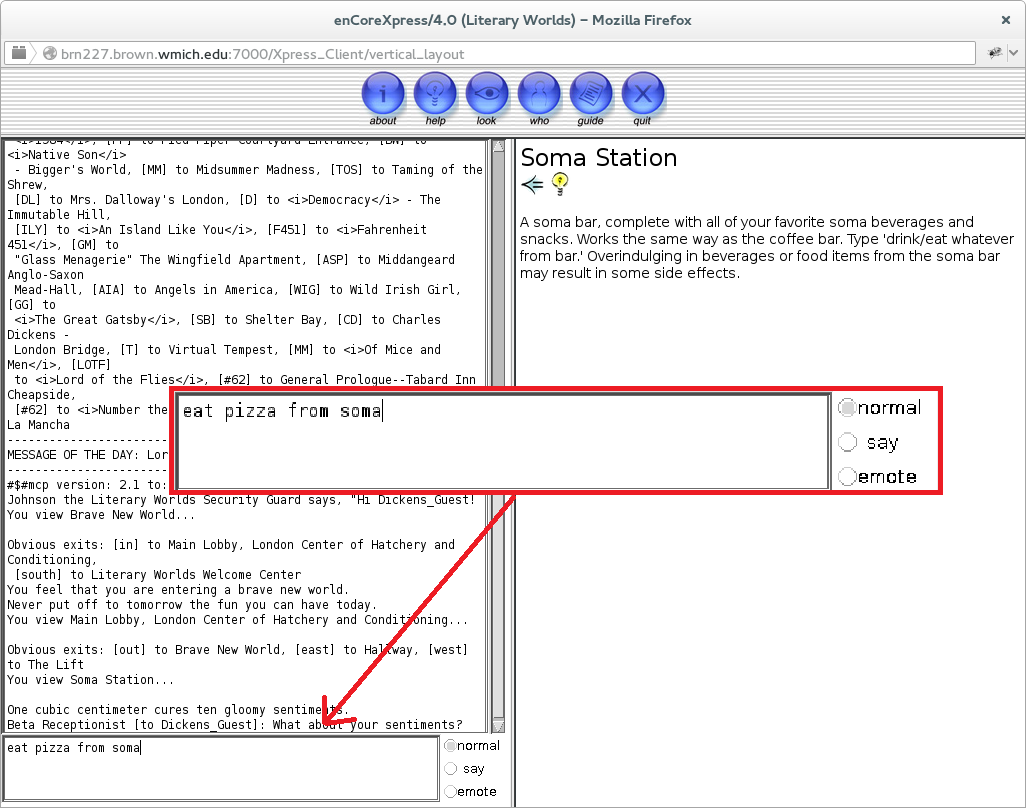 enCoreXpress/4.0 (Literary Worlds) – Mozilla Firefox
brn227.brown.wmich.edu:7000/Xpress_Client/vertical_layout
about help look who guide quit
<i>1984</i>, [PP] to Pied Piper Courtyard Entrance, [BW] to
<i>Native Son</i>
- Bigger's World, [MM] to Midsummer Madness, [TOS] to Taming of the
Shrew,
[DL] to Mrs. Dalloway's London, [D] to <i>Democracy</i> - The
Immutable Hill,
[ILY] to <i>An Island Like You</i>, [F451] to <i>Fahrenheit
451</i>, [GM] to
"Glass Menagerie" The Wingfield Apartment, [ASP] to Middangeard
Anglo-Saxon
Mead-Hall, [AIA] to Angels in America, [WIG] to Wild Irish Girl,
[GG] to
<i>The Great Gatsby</i>, [SB] to Shelter Bay, [CD] to Charles
Dickens -
London Bridge, [T] to Virtual Tempest, [MM] to <i>Of Mice and
Men</i>, [LOTF]
to <i>Lord of the Flies</i>, [#62] to General Prologue--Tabard Inn
Cheapside,
[#62] to <i>Number the
La Mancha
MESSAGE OF THE DAY: Lor
#$#mcp version: 2.1 to:
Johnson the Literary Worlds Security Guard says, "Hi Dickens_Guest!
You view Brave New World...
Obvious exits: [in] to Main Lobby, London Center of Hatchery and
Conditioning,
[south] to Literary Worlds Welcome Center
You feel that you are entering a brave new world.
Never put off to tomorrow the fun you can have today.
You view Main Lobby, London Center of Hatchery and Conditioning...
Obvious exits: [out] to Brave New World, [east] to Hallway, [west]
to The Lift
You view Soma Station...
One cubic centimeter cures ten gloomy sentiments.
Beta Receptionist [to Dickens_Guest]: What about your sentiments?
eat pizza from soma
normal
say
emote
Soma Station
A soma bar, complete with all of your favorite soma beverages and
snacks. Works the same way as the coffee bar. Type 'drink/eat whatever
from bar.' Overindulging in beverages or food items from the soma bar
may result in some side effects.
eat pizza from soma
normal
say
emote